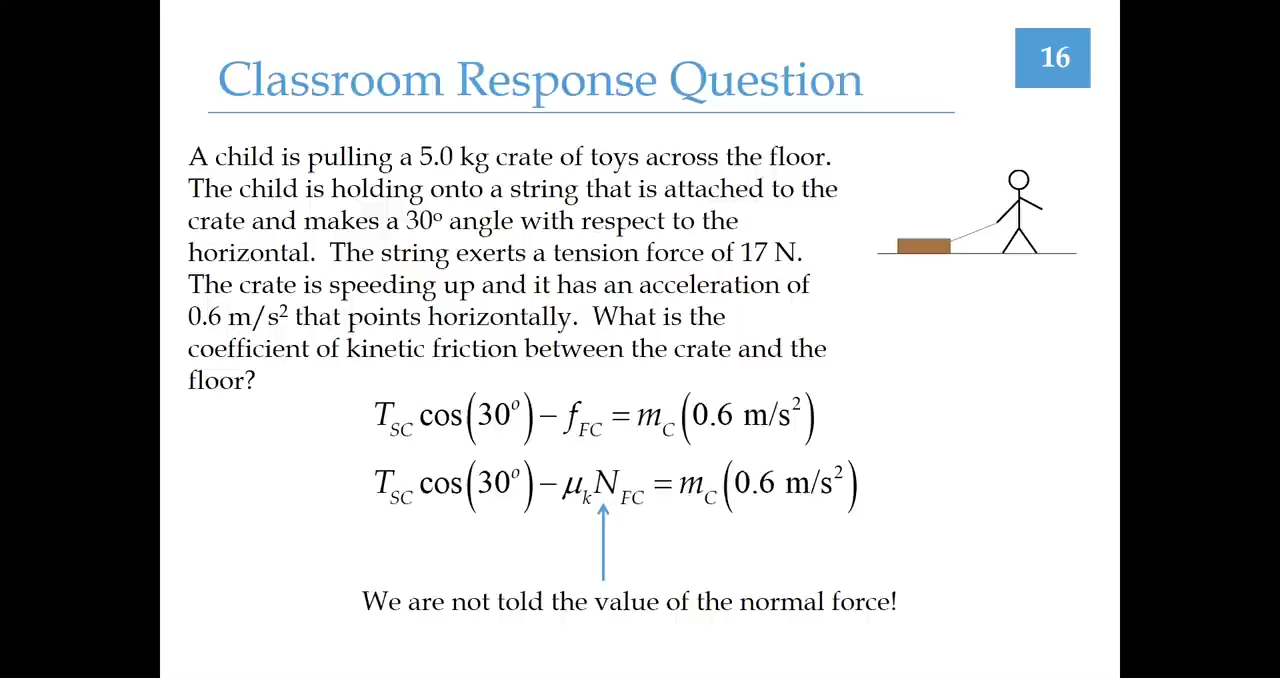 16
Classroom Response Question
A child is pulling a 5.0 kg crate of toys across the floor.
The child is holding onto a string that is attached to the
crate and makes a 30º angle with respect to the
horizontal.  The string exerts a tension force of 17 N.
The crate is speeding up and it has an acceleration of
0.6 m/s² that points horizontally.  What is the
coefficient of kinetic friction between the crate and the
floor?
T_SC cos(30º) − f_FC = m_C (0.6 m/s²)
T_SC cos(30º) − μ_k N_FC = m_C (0.6 m/s²)
We are not told the value of the normal force!